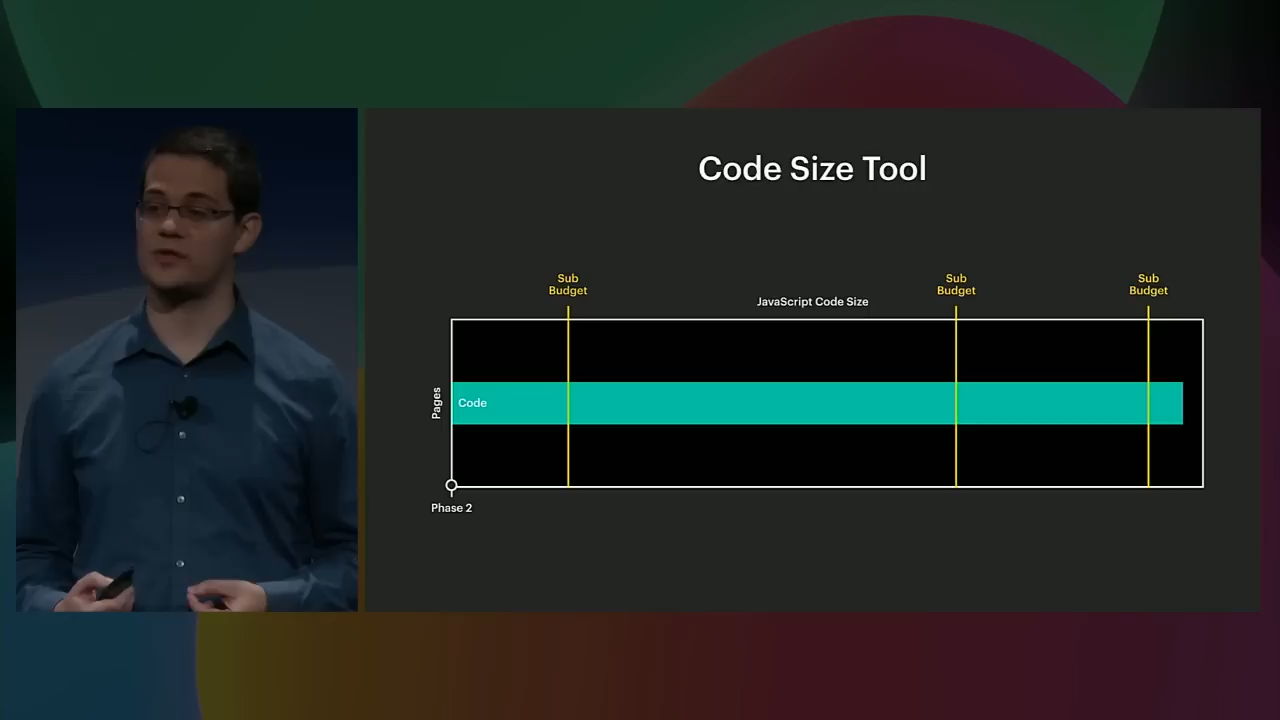 Code Size Tool
Sub
Budget
Sub
Budget
Sub
Budget
JavaScript Code Size
Pages
Code
Phase 2